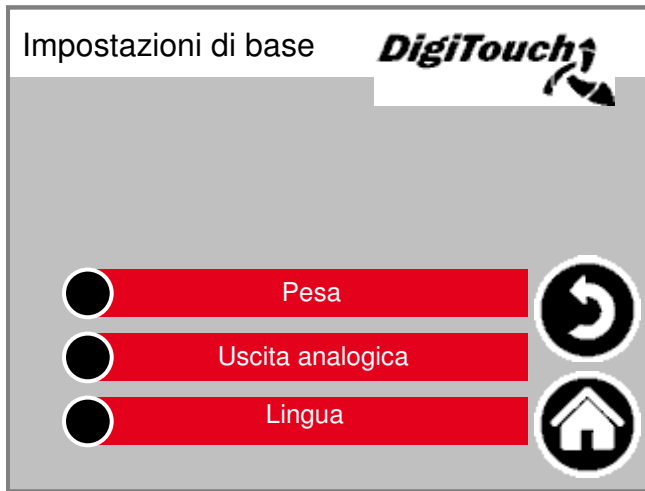 Impostazioni di base
DigiTouch
Pesa
Uscita analogica
Lingua